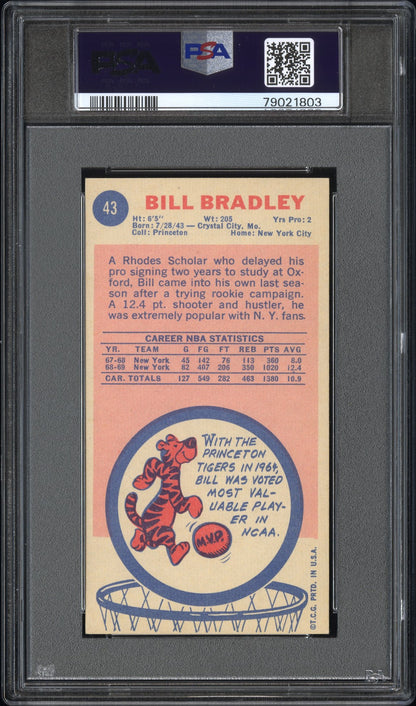 PSA
PSA
79021803
43
BILL BRADLEY
Ht: 6'5" Wt: 205 Yrs Pro: 2
Born: 7/28/43 — Crystal City, Mo.
Coll: Princeton Home: New York City
A Rhodes Scholar who delayed his
pro signing two years to study at Ox-
ford, Bill came into his own last sea-
son after a trying rookie campaign.
A 12.4 pt. shooter and hustler, he
was extremely popular with N. Y. fans.
CAREER NBA STATISTICS
YR. TEAM G FG FT REB PTS AVG
67-68 New York 45 142 76 113 360 8.0
68-69 New York 82 407 206 350 1020 12.4
CAR. TOTALS 127 549 282 463 1380 10.9
WITH THE
PRINCETON
TIGERS IN 1964,
BILL WAS VOTED
MOST VAL-
UABLE PLAY-
ER IN
NCAA.
M.V.P.
©T.C.G. PRTD. IN U.S.A.